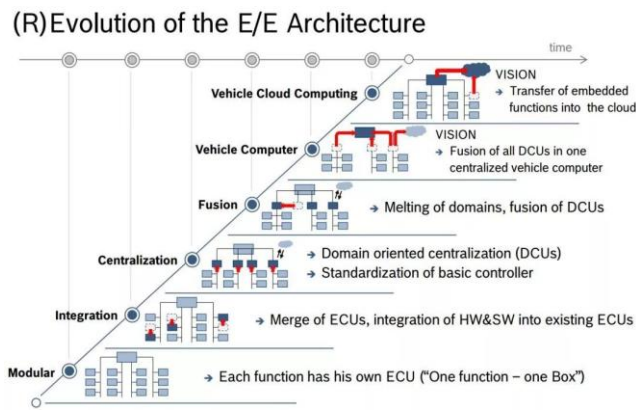 (R)Evolution of the E/E Architecture
time
Vehicle Cloud Computing
VISION
→ Transfer of embedded
functions into the cloud
Vehicle Computer
VISION
→ Fusion of all DCUs in one
centralized vehicle computer
Fusion
→ Melting of domains, fusion of DCUs
Centralization
→ Domain oriented centralization (DCUs)
→ Standardization of basic controller
Integration
→ Merge of ECUs, integration of HW&SW into existing ECUs
Modular
→ Each function has his own ECU (“One function – one Box”)